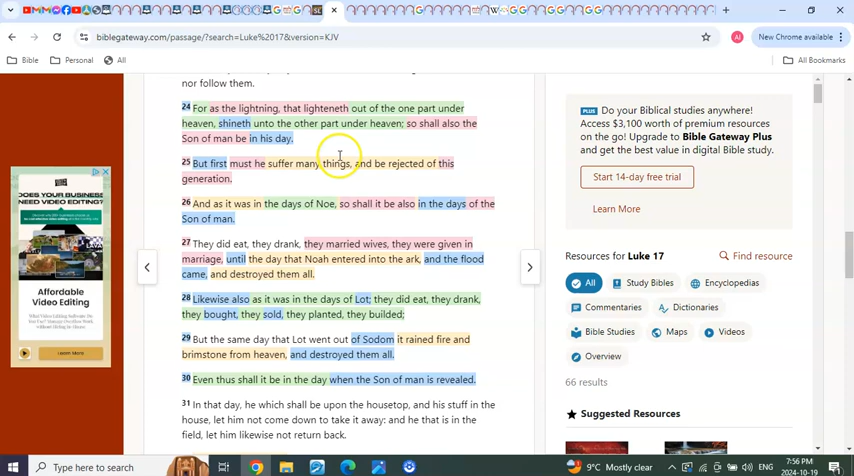 biblegateway.com/passage/?search=Luke%2017&version=KJV
AI
New Chrome available
Bible
Personal
All
All Bookmarks
nor follow them.
24 For as the lightning, that lighteneth out of the one part under
heaven, shineth unto the other part under heaven; so shall also the
Son of man be in his day.
25 But first must he suffer many things, and be rejected of this
generation.
26 And as it was in the days of Noe, so shall it be also in the days of the
Son of man.
27 They did eat, they drank, they married wives, they were given in
marriage, until the day that Noah entered into the ark, and the flood
came, and destroyed them all.
28 Likewise also as it was in the days of Lot; they did eat, they drank,
they bought, they sold, they planted, they builded;
29 But the same day that Lot went out of Sodom it rained fire and
brimstone from heaven, and destroyed them all.
30 Even thus shall it be in the day when the Son of man is revealed.
31 In that day, he which shall be upon the housetop, and his stuff in the
house, let him not come down to take it away: and he that is in the
field, let him likewise not return back.
DOES YOUR BUSINESS
NEED VIDEO EDITING?
Affordable
Video Editing
Learn More
PLUS Do your Biblical studies anywhere!
Access $3,100 worth of premium resources
on the go! Upgrade to Bible Gateway Plus
and get the best value in digital Bible study.
Start 14-day free trial
Learn More
Resources for Luke 17
Find resource
All
Study Bibles
Encyclopedias
Commentaries
Dictionaries
Bible Studies
Maps
Videos
Overview
66 results
Suggested Resources
Type here to search
9°C Mostly clear
ENG
7:56 PM
2024-10-19